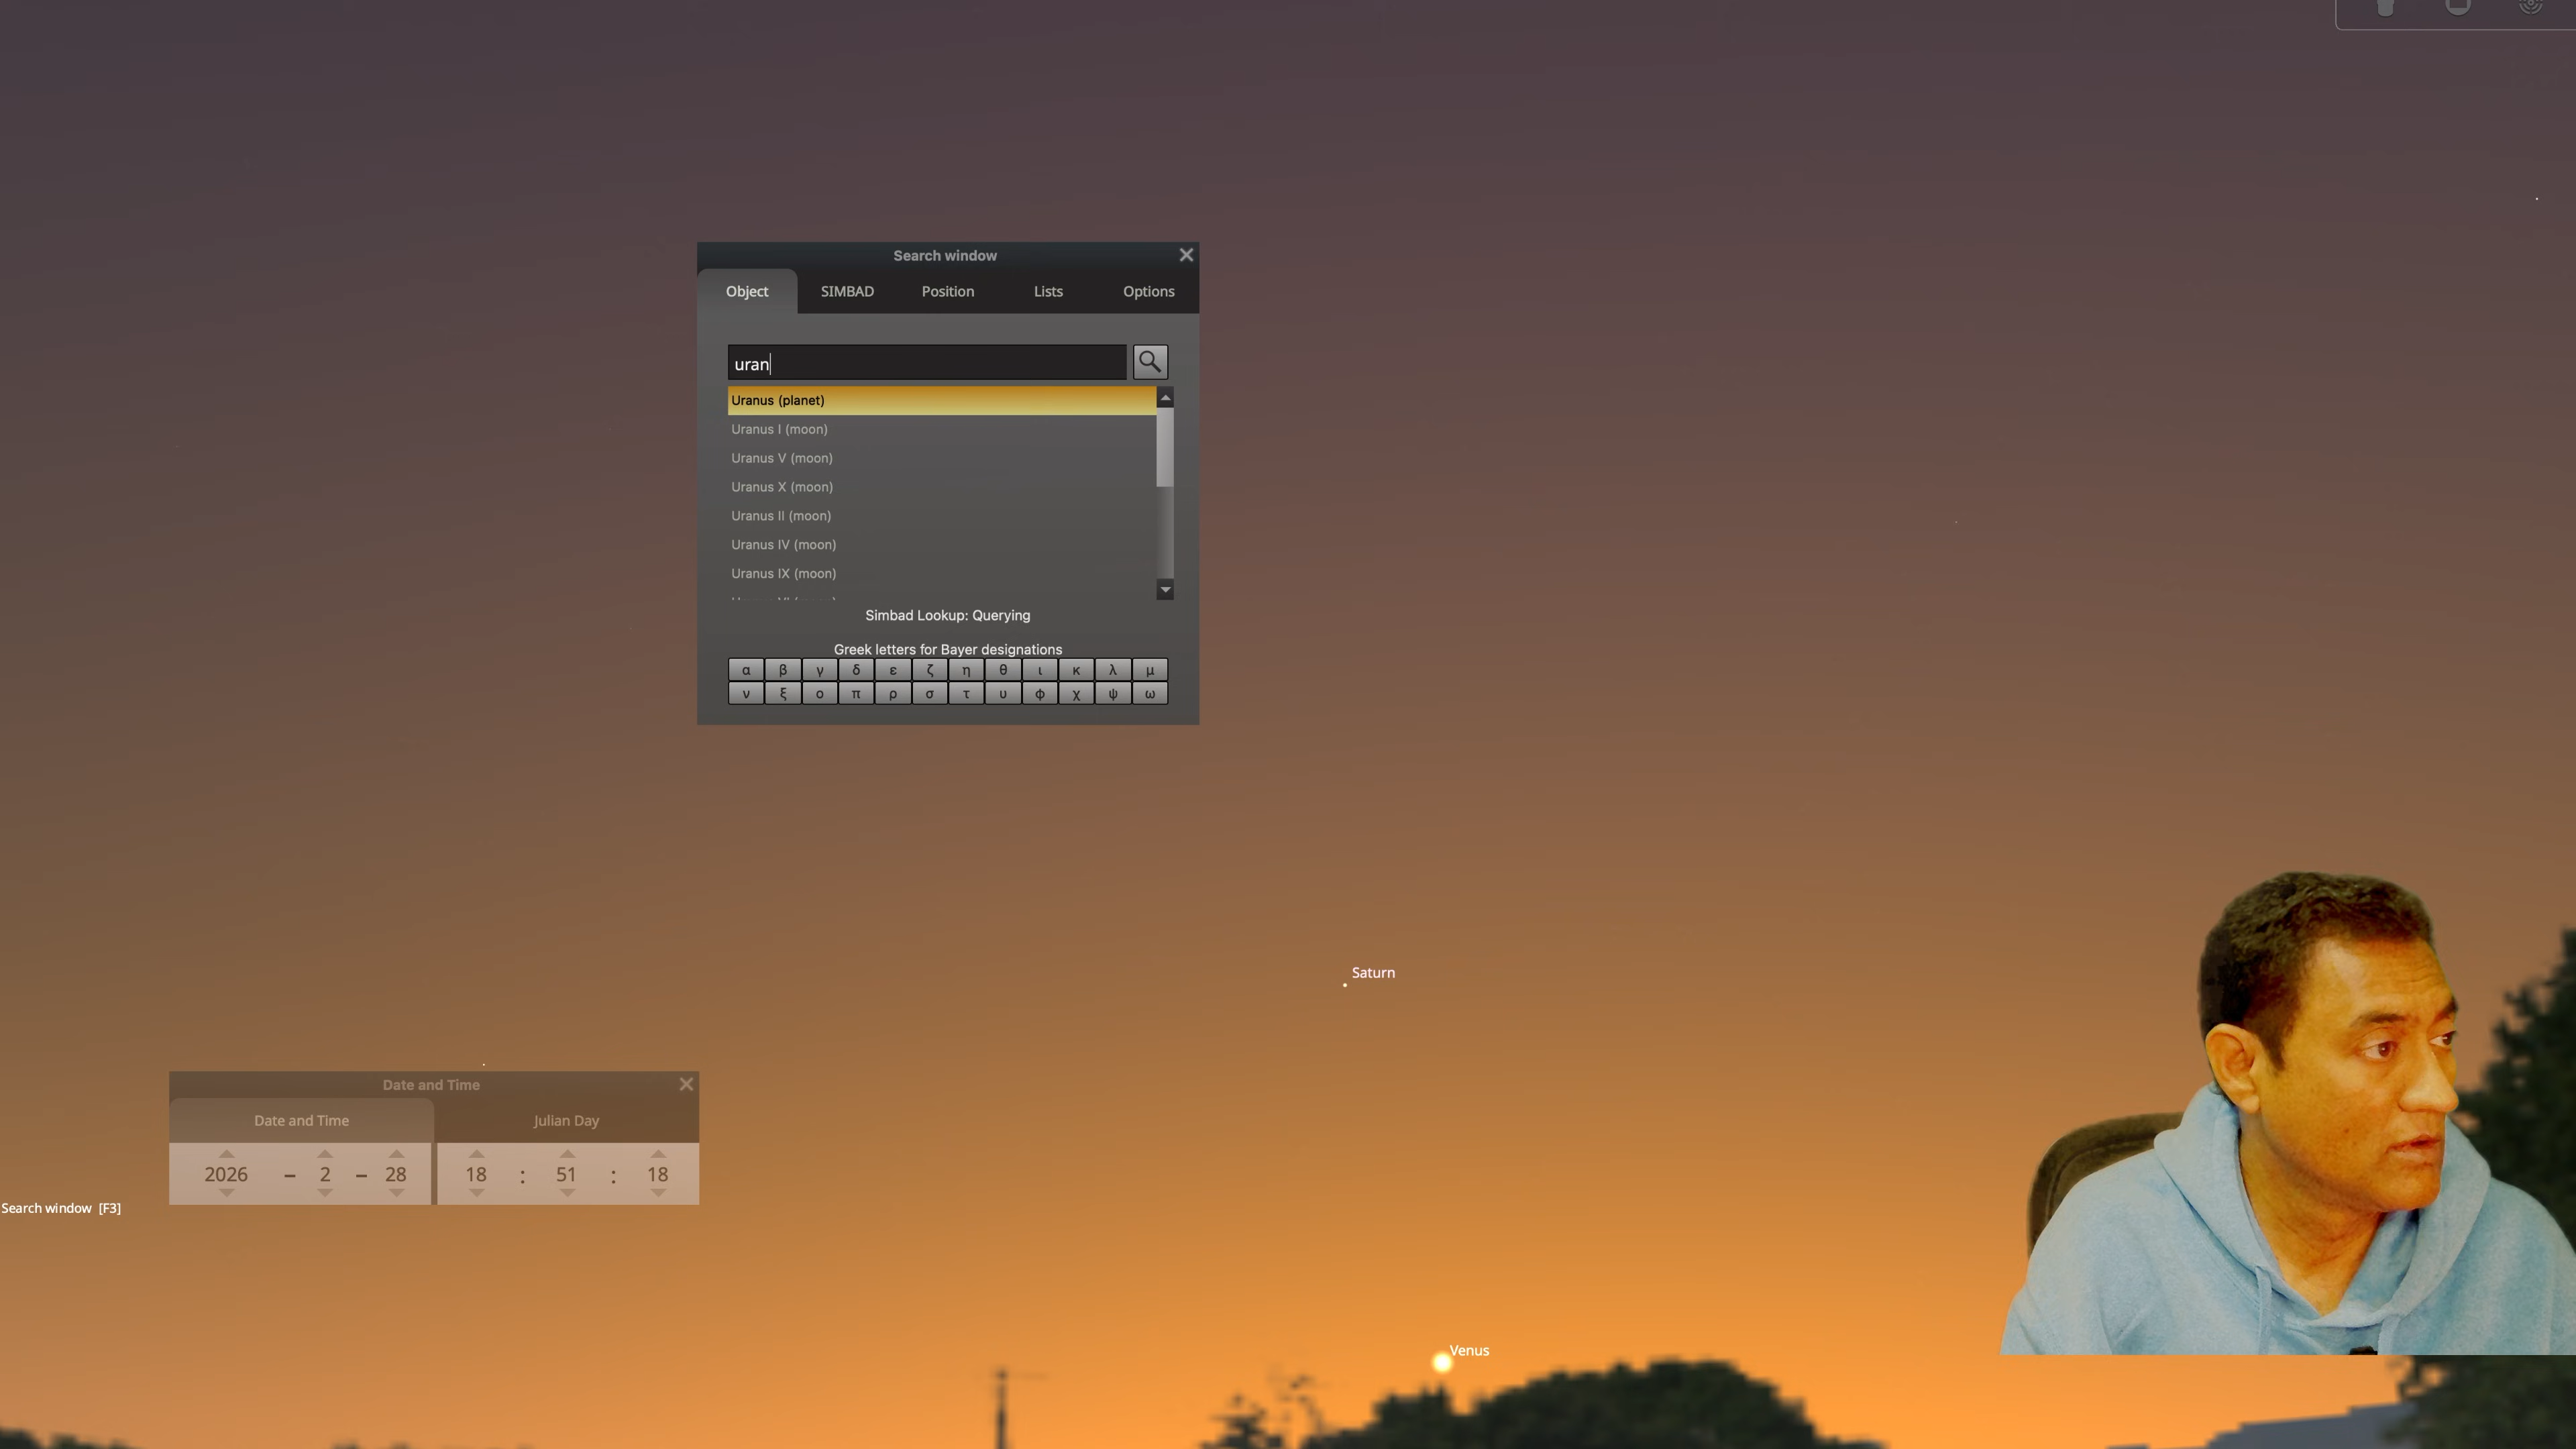 Search window
Object SIMBAD Position Lists Options
uran
Uranus (planet)
Uranus I (moon)
Uranus V (moon)
Uranus X (moon)
Uranus II (moon)
Uranus IV (moon)
Uranus IX (moon)
Simbad Lookup: Querying
Greek letters for Bayer designations
α β γ δ ε ζ η θ ι κ λ μ
ν ξ ο π ρ σ τ υ φ χ ψ ω
Saturn
Date and Time
Date and Time Julian Day
2026 – 2 – 28 18 : 51 : 18
Search window [F3]
Venus